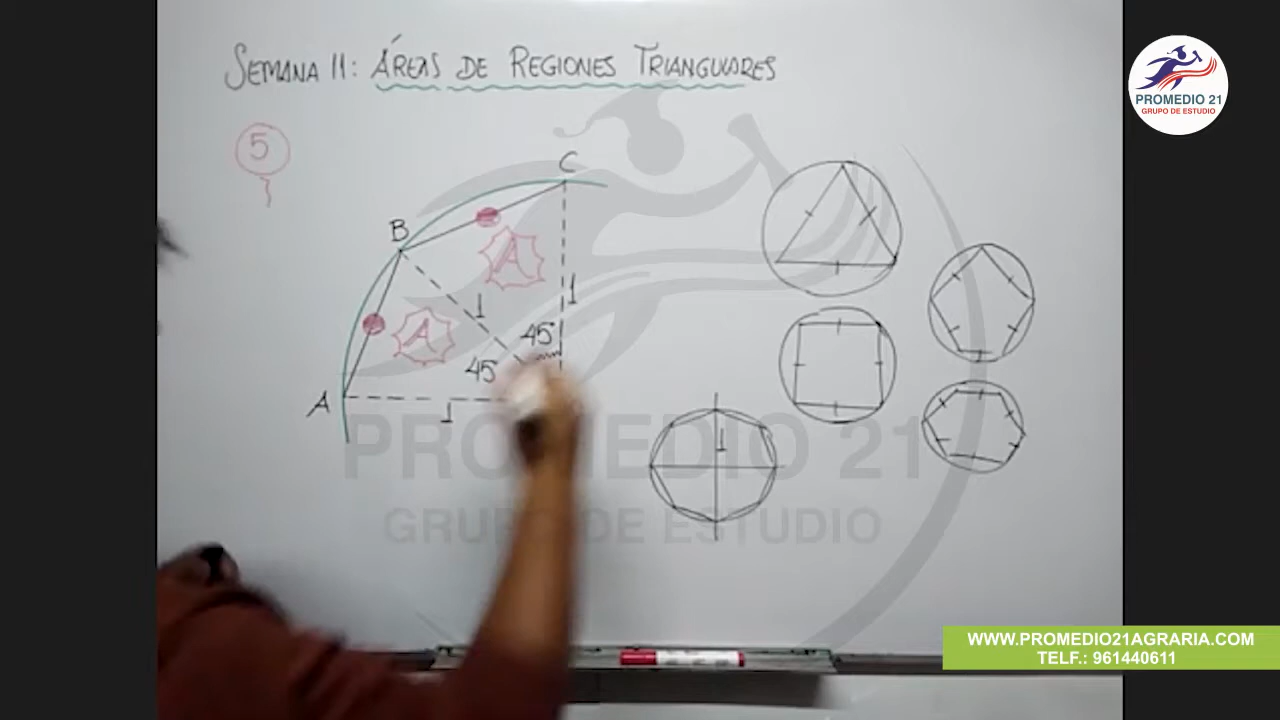 SEMANA 11: ÁREAS DE REGIONES TRIANGULARES
PROMEDIO 21
GRUPO DE ESTUDIO
5
C
B
A
1
1
45°
A
45
A
1
1
PROMEDIO 21
GRUPO DE ESTUDIO
WWW.PROMEDIO21AGRARIA.COM
TELF.: 961440611